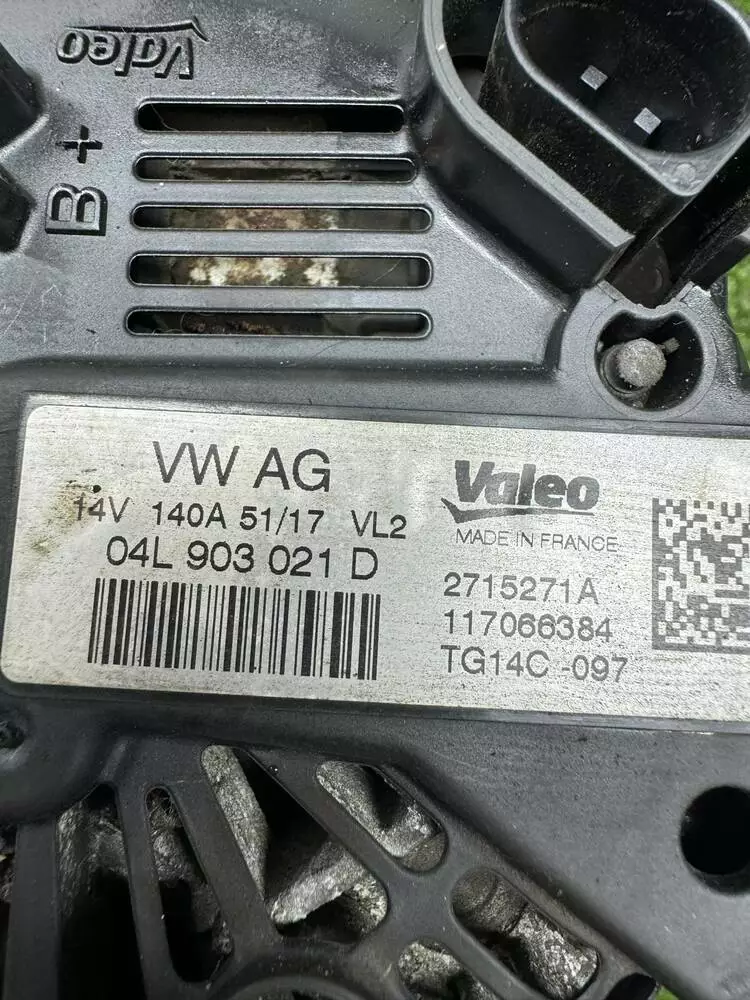 Valeo
B+
VW AG
14V 140A 51/17 VL2
04L 903 021 D
Valeo
MADE IN FRANCE
2715271A
117066384
TG14C -097